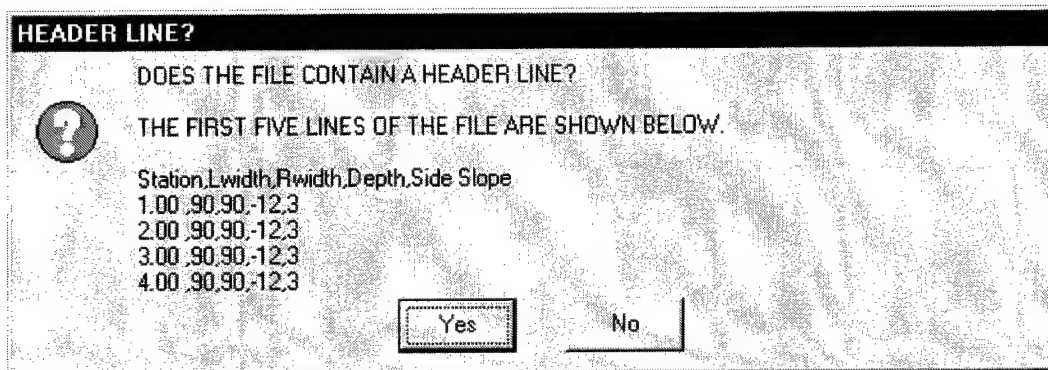 HEADER LINE?
DOES THE FILE CONTAIN A HEADER LINE?
THE FIRST FIVE LINES OF THE FILE ARE SHOWN BELOW.
Station,Lwidth,Rwidth,Depth,Side Slope
1.00 ,90,90,-12,3
2.00 ,90,90,-12,3
3.00 ,90,90,-12,3
4.00 ,90,90,-12,3
Yes No